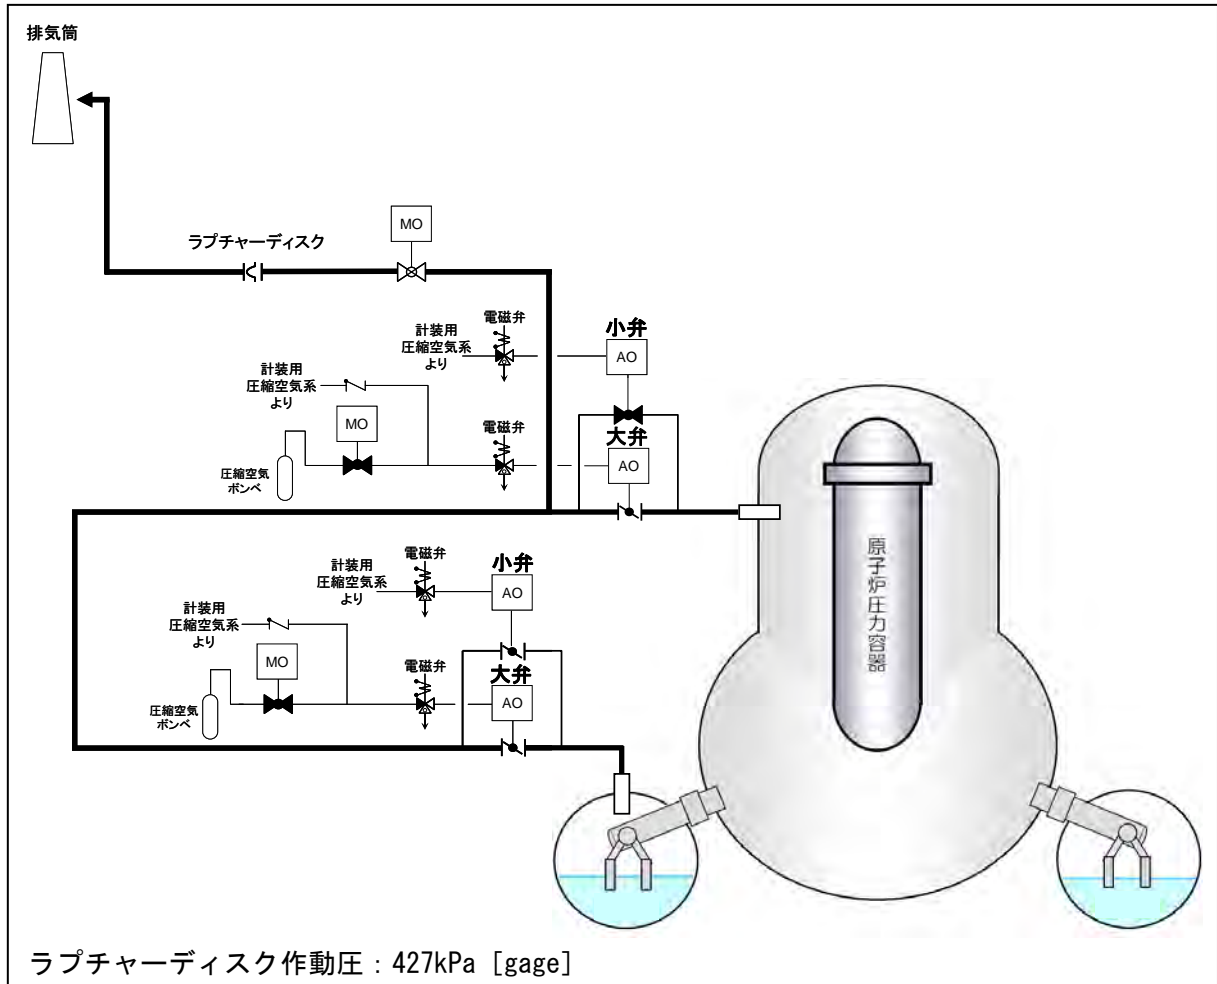 排気筒
MO
ラプチャーディスク
電磁弁
小弁
計装用
圧縮空気系
より
AO
計装用
圧縮空気系
より
MO
電磁弁
大弁
AO
圧縮空気
ボンベ
原子炉圧力容器
電磁弁
小弁
計装用
圧縮空気系
より
AO
計装用
圧縮空気系
より
MO
電磁弁
大弁
AO
圧縮空気
ボンベ
ラプチャーディスク作動圧：427kPa [gage]